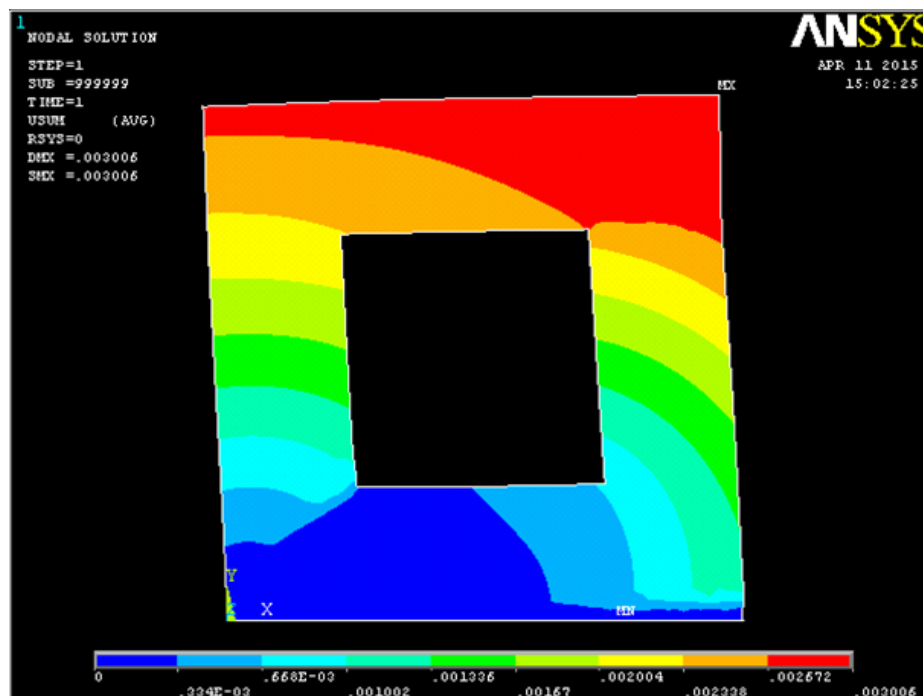 1
NODAL SOLUTION
STEP=1
SUB =999999
TIME=1
USUM (AVG)
RSYS=0
DMX =.003006
SMX =.003006
ANSYS
APR 11 2015
15:02:25
MX
Y
X
MN
0 .668E-03 .001336 .002004 .002672
.334E-03 .001002 .00167 .002338